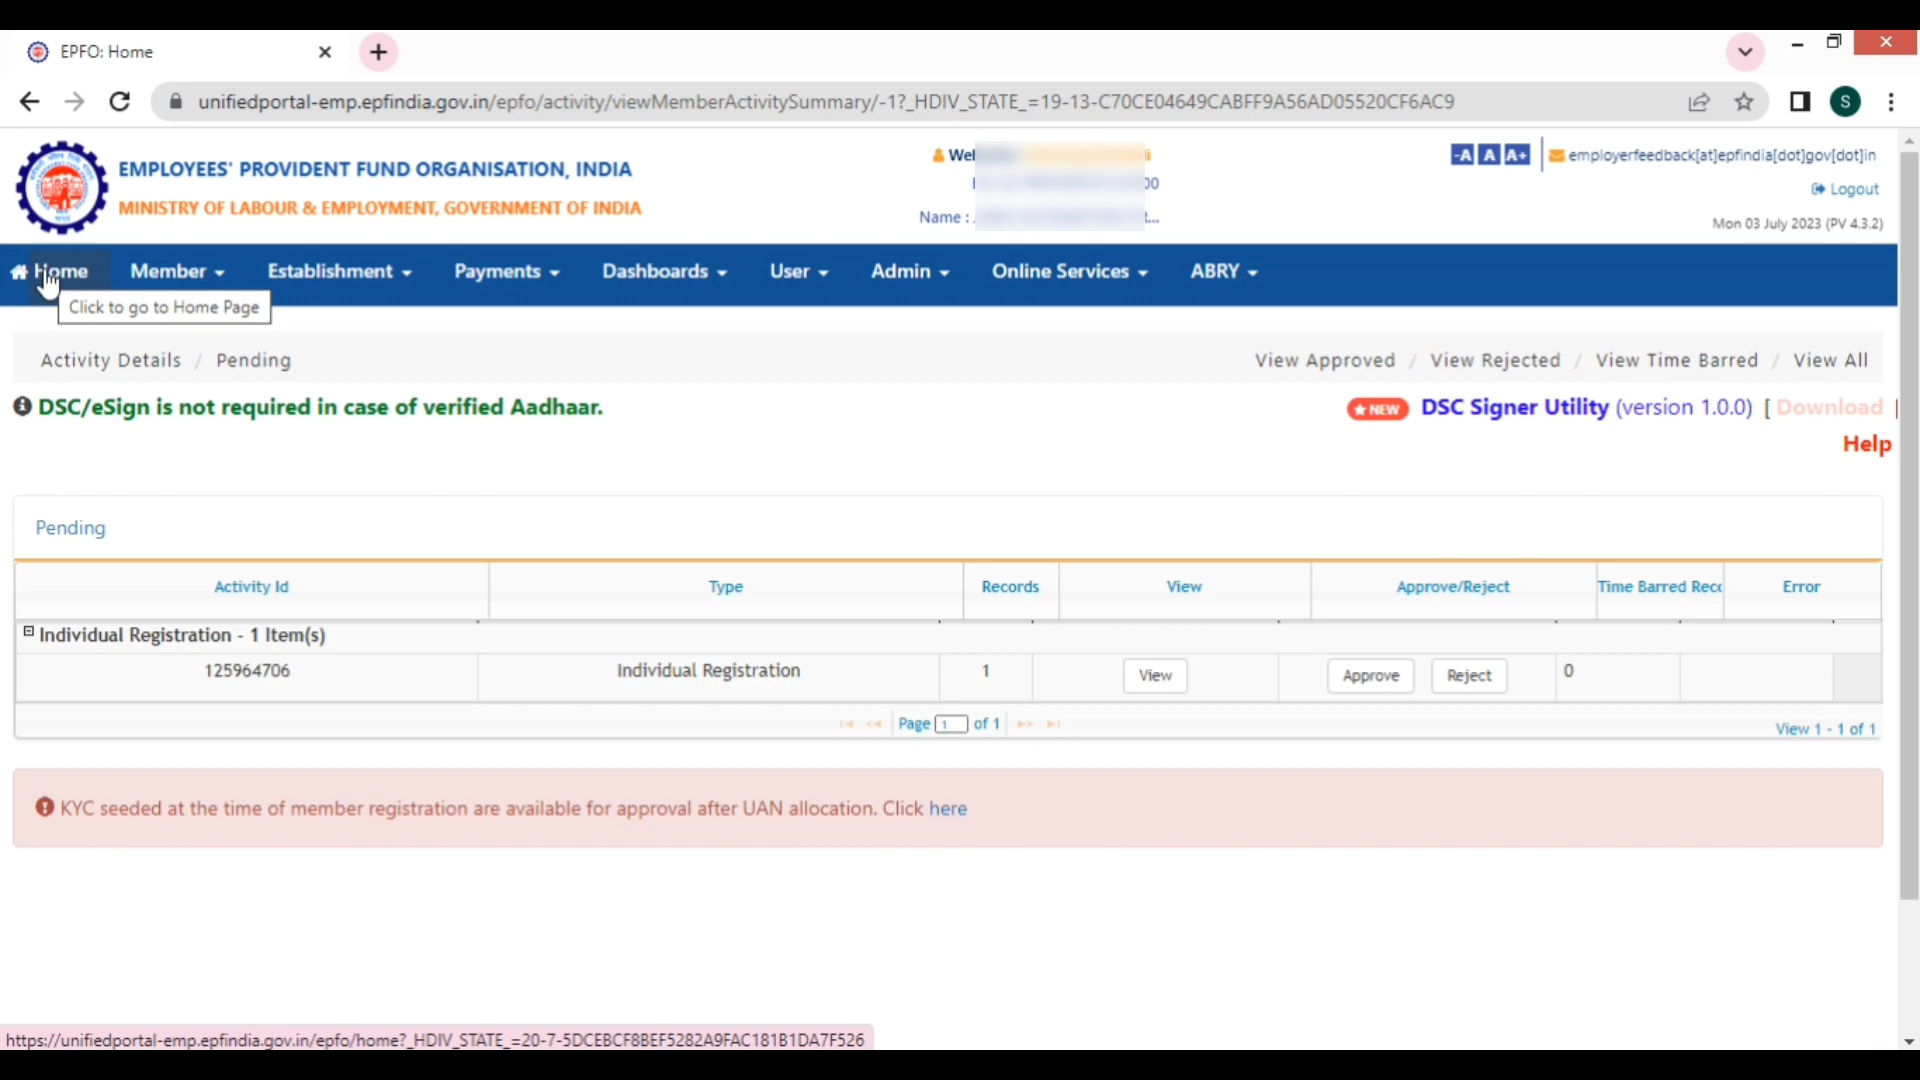 EPFO: Home
unifiedportal-emp.epfindia.gov.in/epfo/activity/viewMemberActivitySummary/-1?_HDIV_STATE_=19-13-C70CE04649CABFF9A56AD05520CF6AC9
S
EMPLOYEES' PROVIDENT FUND ORGANISATION, INDIA
MINISTRY OF LABOUR & EMPLOYMENT, GOVERNMENT OF INDIA
Name :
-A A A+
employerfeedback[at]epfindia[dot]gov[dot]in
Logout
Mon 03 July 2023 (PV 4.3.2)
Home Member Establishment Payments Dashboards User Admin Online Services ABRY
Click to go to Home Page
Activity Details / Pending
View Approved / View Rejected / View Time Barred / View All
DSC/eSign is not required in case of verified Aadhaar.
NEW DSC Signer Utility (version 1.0.0) [ Download |
Help
Pending
Activity Id Type Records View Approve/Reject Time Barred Reco Error
Individual Registration - 1 Item(s)
125964706 Individual Registration 1 View Approve Reject 0
Page 1 of 1
View 1 - 1 of 1
KYC seeded at the time of member registration are available for approval after UAN allocation. Click here
https://unifiedportal-emp.epfindia.gov.in/epfo/home?_HDIV_STATE_=20-7-5DCEBCF8BEF5282A9FAC181B1DA7F526